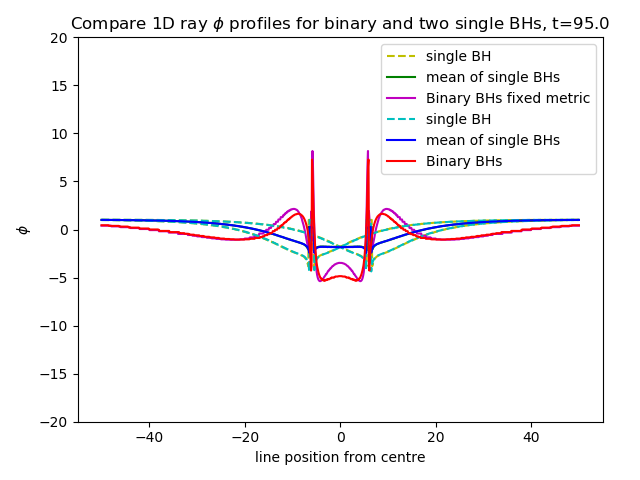 Compare 1D ray ϕ profiles for binary and two single BHs, t=95.0
20
15
10
5
0
−5
−10
−15
−20
ϕ
single BH
mean of single BHs
Binary BHs fixed metric
single BH
mean of single BHs
Binary BHs
−40
−20
0
20
40
line position from centre